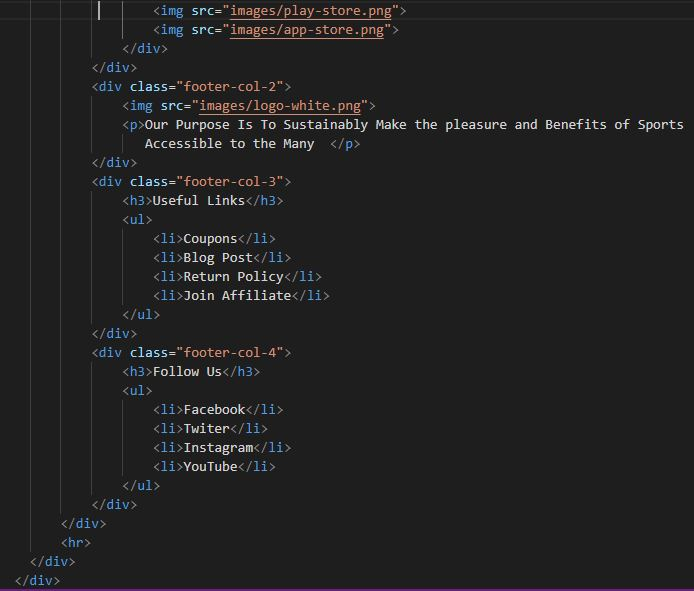 <img src="images/play-store.png">
<img src="images/app-store.png">
</div>
</div>
<div class="footer-col-2">
<img src="images/logo-white.png">
<p>Our Purpose Is To Sustainably Make the pleasure and Benefits of Sports
Accessible to the Many  </p>
</div>
<div class="footer-col-3">
<h3>Useful Links</h3>
<ul>
<li>Coupons</li>
<li>Blog Post</li>
<li>Return Policy</li>
<li>Join Affiliate</li>
</ul>
</div>
<div class="footer-col-4">
<h3>Follow Us</h3>
<ul>
<li>Facebook</li>
<li>Twiter</li>
<li>Instagram</li>
<li>YouTube</li>
</ul>
</div>
</div>
<hr>
</div>
</div>